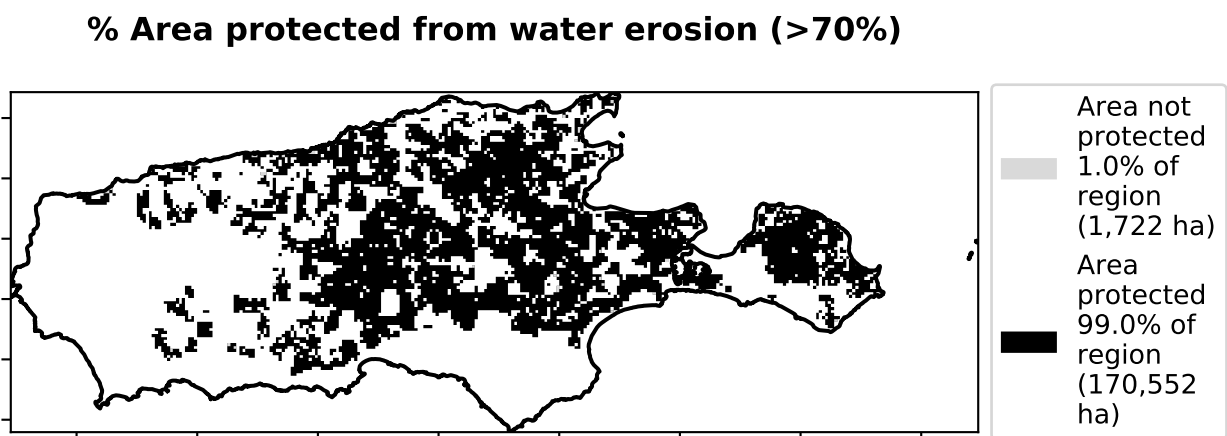 % Area protected from water erosion (>70%)
Area not
protected
1.0% of
region
(1,722 ha)
Area
protected
99.0% of
region
(170,552
ha)